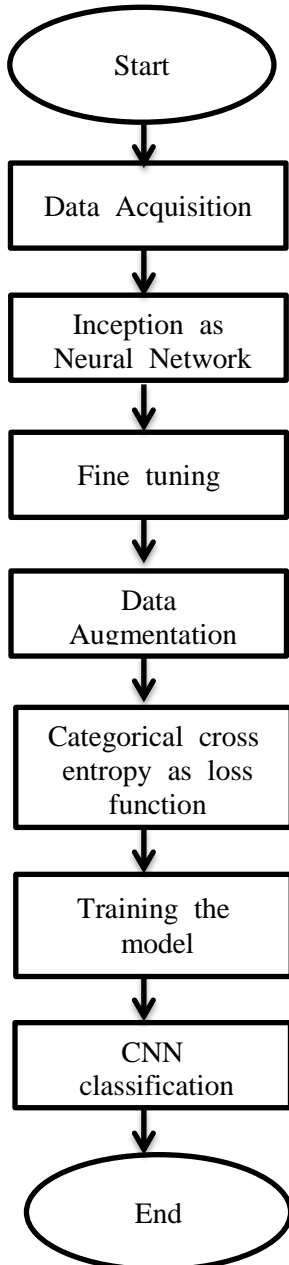 Start
Data Acquisition
Inception as
Neural Network
Fine tuning
Data
Augmentation
Categorical cross
entropy as loss
function
Training the
model
CNN
classification
End